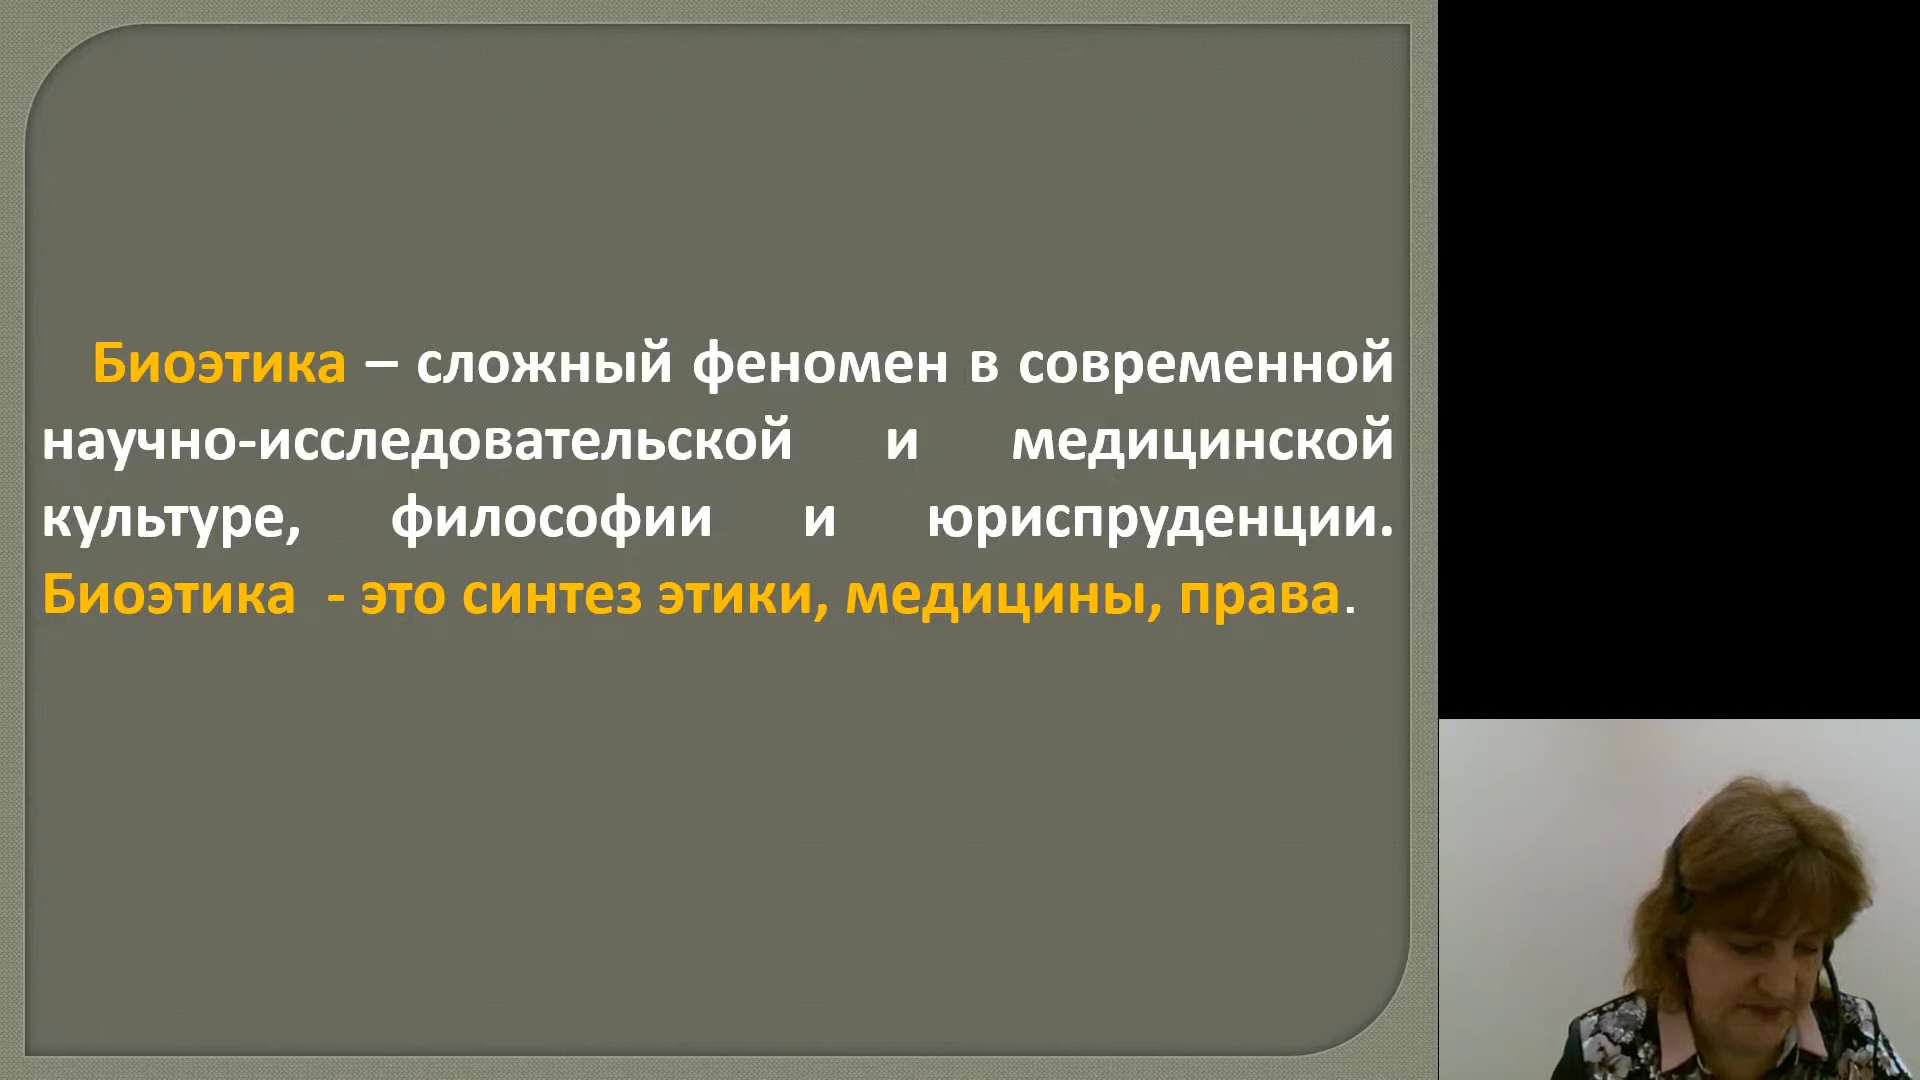 Биоэтика – сложный феномен в современной
научно-исследовательской и медицинской
культуре, философии и юриспруденции.
Биоэтика - это синтез этики, медицины, права.